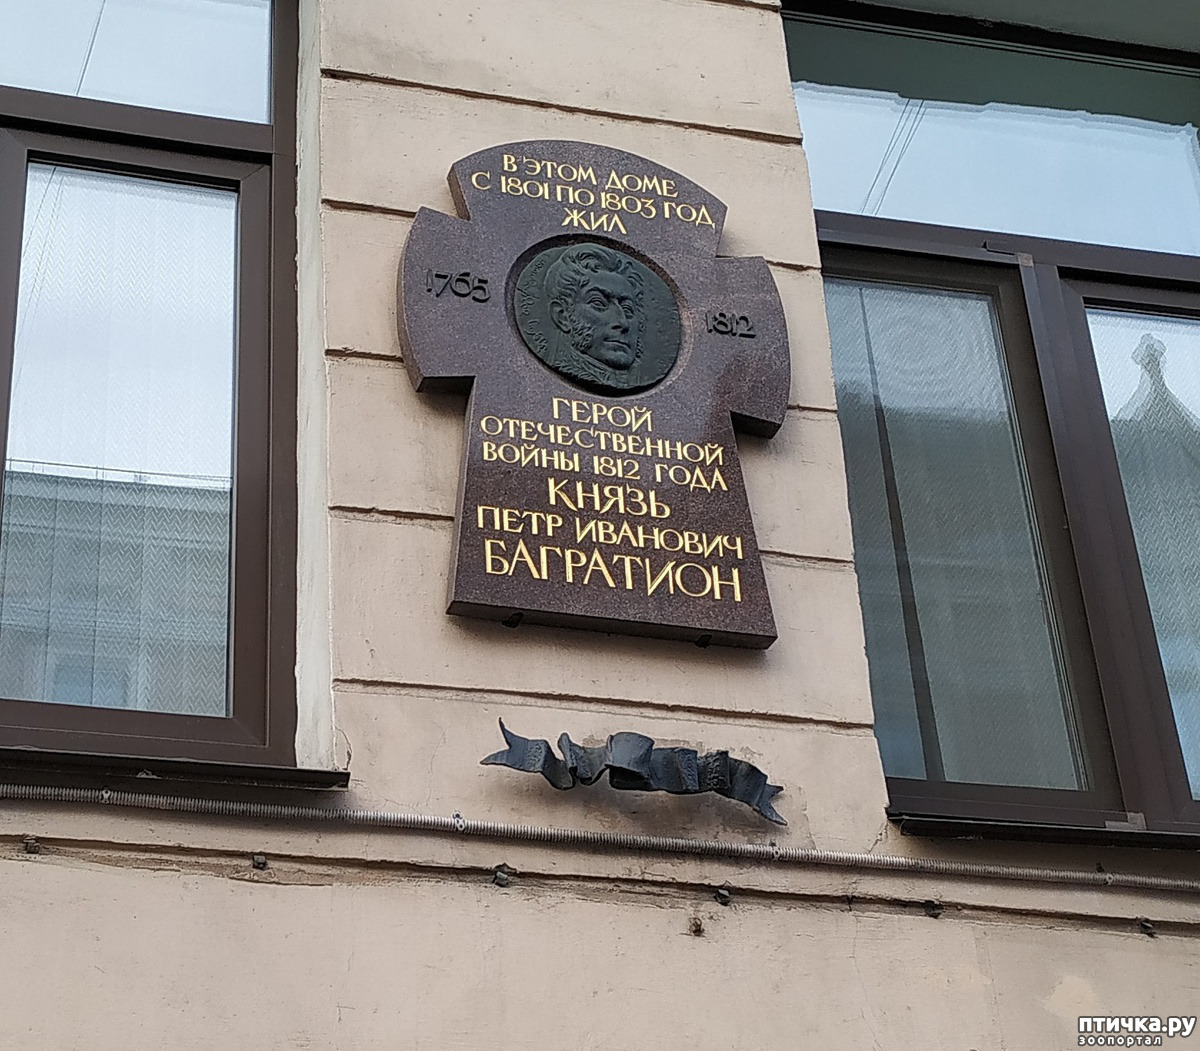 В ЭТОМ ДОМЕ
С 1801 ПО 1803 ГОД
ЖИЛ
1765
1812
ГЕРОЙ
ОТЕЧЕСТВЕННОЙ
ВОЙНЫ 1812 ГОДА
КНЯЗЬ
ПЕТР ИВАНОВИЧ
БАГРАТИОН
птичка.ру
зоопортал